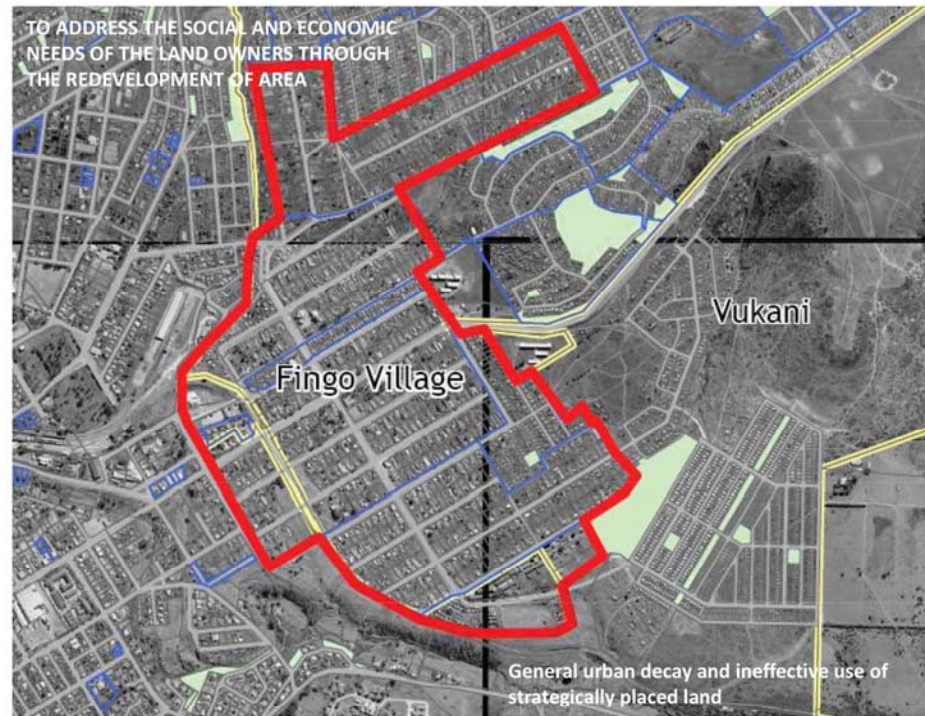 TO ADDRESS THE SOCIAL AND ECONOMIC
NEEDS OF THE LAND OWNERS THROUGH
THE REDEVELOPMENT OF AREA
Vukani
Fingo Village
General urban decay and ineffective use of
strategically placed land